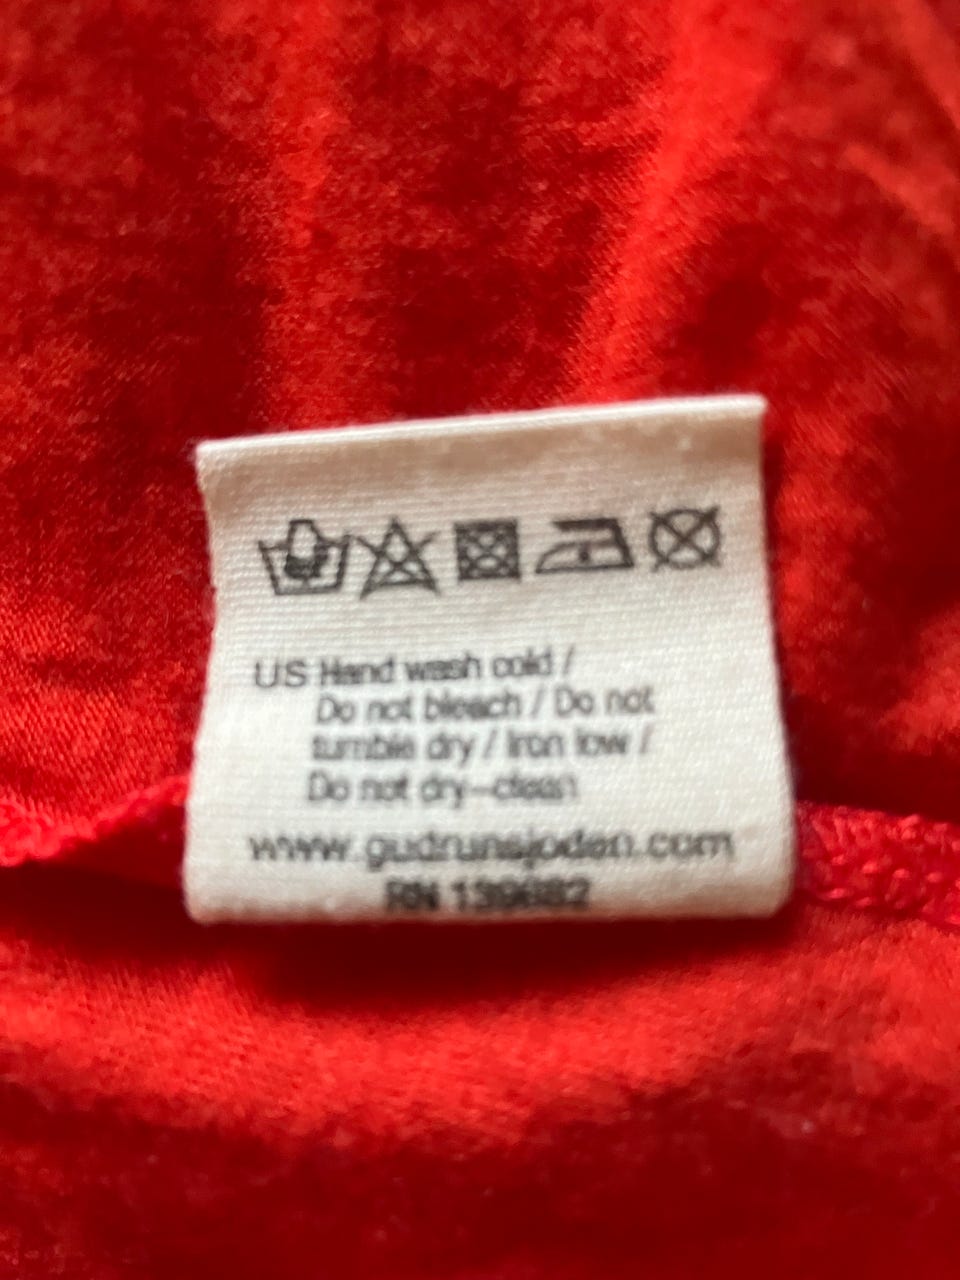 US Hand wash cold /
Do not bleach / Do not
tumble dry / Iron low /
Do not dry-clean
www.gudrunsjoden.com
RN